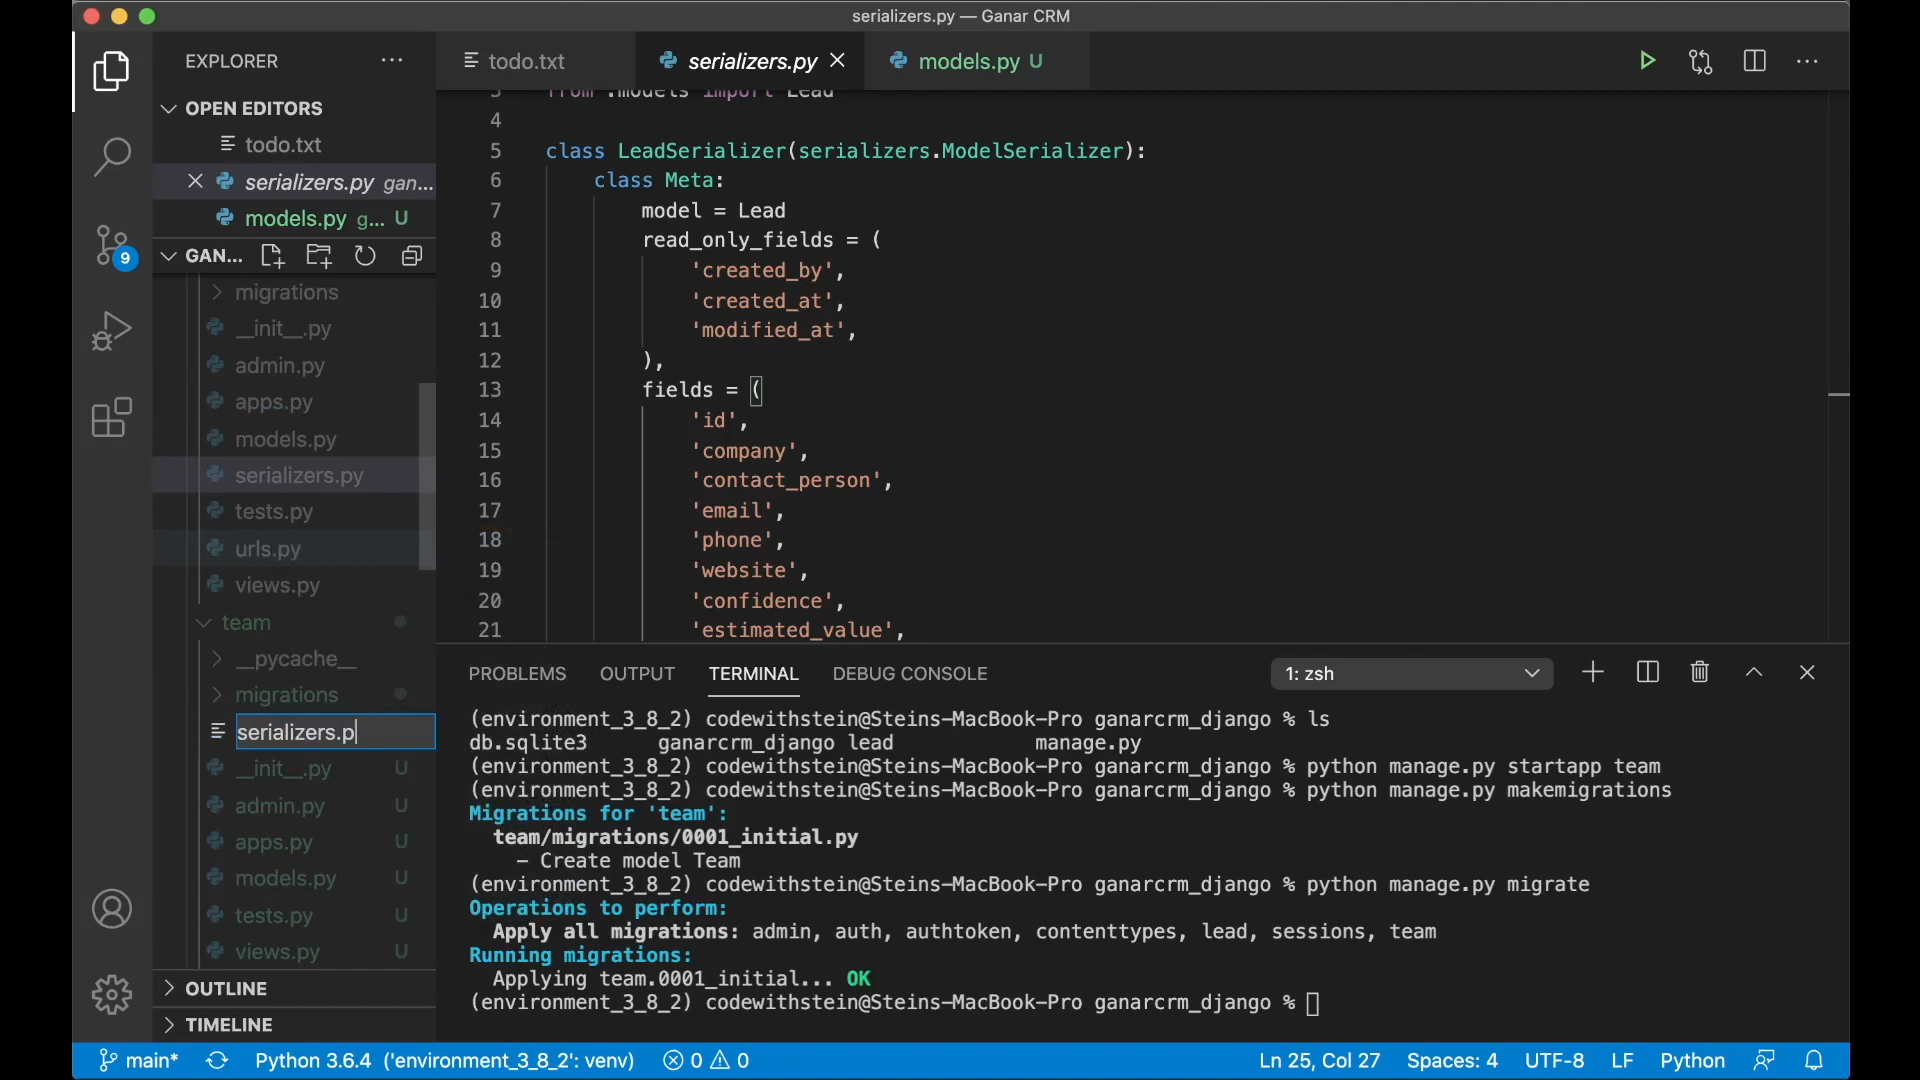 serializers.py — Ganar CRM
EXPLORER
todo.txt
serializers.py
models.py U
OPEN EDITORS
todo.txt
serializers.py gan...
models.py g... U
GAN...
migrations
__init__.py
admin.py
apps.py
models.py
serializers.py
tests.py
urls.py
views.py
team
__pycache__
migrations
serializers.p
__init__.py U
admin.py U
apps.py U
models.py U
tests.py U
views.py U
OUTLINE
TIMELINE
9
3 from .models import Lead
4
5 class LeadSerializer(serializers.ModelSerializer):
6 class Meta:
7 model = Lead
8 read_only_fields = (
9 'created_by',
10 'created_at',
11 'modified_at',
12 ),
13 fields = (
14 'id',
15 'company',
16 'contact_person',
17 'email',
18 'phone',
19 'website',
20 'confidence',
21 'estimated_value',
PROBLEMS OUTPUT TERMINAL DEBUG CONSOLE 1: zsh
(environment_3_8_2) codewithstein@Steins-MacBook-Pro ganarcrm_django % ls
db.sqlite3 ganarcrm_django lead manage.py
(environment_3_8_2) codewithstein@Steins-MacBook-Pro ganarcrm_django % python manage.py startapp team
(environment_3_8_2) codewithstein@Steins-MacBook-Pro ganarcrm_django % python manage.py makemigrations
Migrations for 'team':
team/migrations/0001_initial.py
– Create model Team
(environment_3_8_2) codewithstein@Steins-MacBook-Pro ganarcrm_django % python manage.py migrate
Operations to perform:
Apply all migrations: admin, auth, authtoken, contenttypes, lead, sessions, team
Running migrations:
Applying team.0001_initial... OK
(environment_3_8_2) codewithstein@Steins-MacBook-Pro ganarcrm_django %
main* Python 3.6.4 ('environment_3_8_2': venv) 0 0 Ln 25, Col 27 Spaces: 4 UTF-8 LF Python